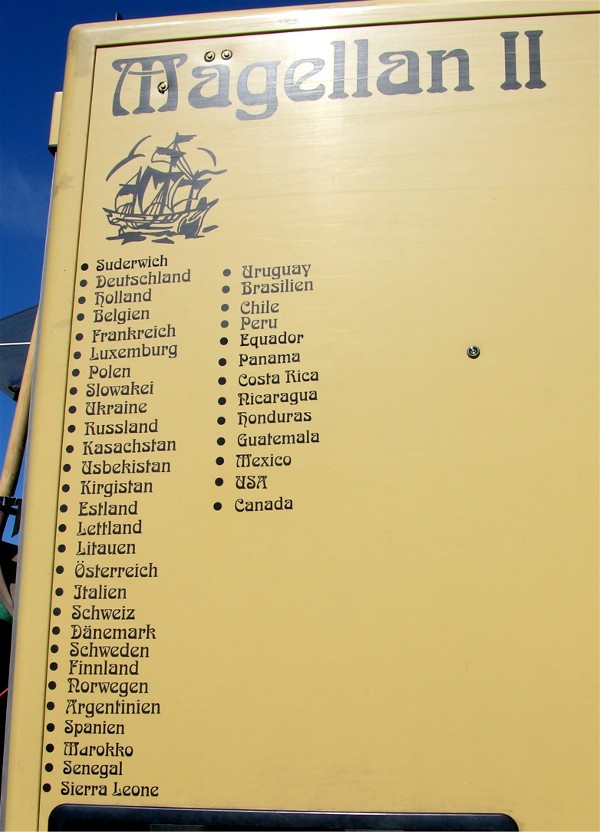 Magellan II
Suderwich
Deutschland
Holland
Belgien
Frankreich
Luxemburg
Polen
Slowakei
Ukraine
Russland
Kasachstan
Usbekistan
Kirgistan
Estland
Lettland
Litauen
Österreich
Italien
Schweiz
Dänemark
Schweden
Finnland
Norwegen
Argentinien
Spanien
Marokko
Senegal
Sierra Leone
Uruguay
Brasilien
Chile
Peru
Equador
Panama
Costa Rica
Nicaragua
Honduras
Guatemala
Mexico
USA
Canada